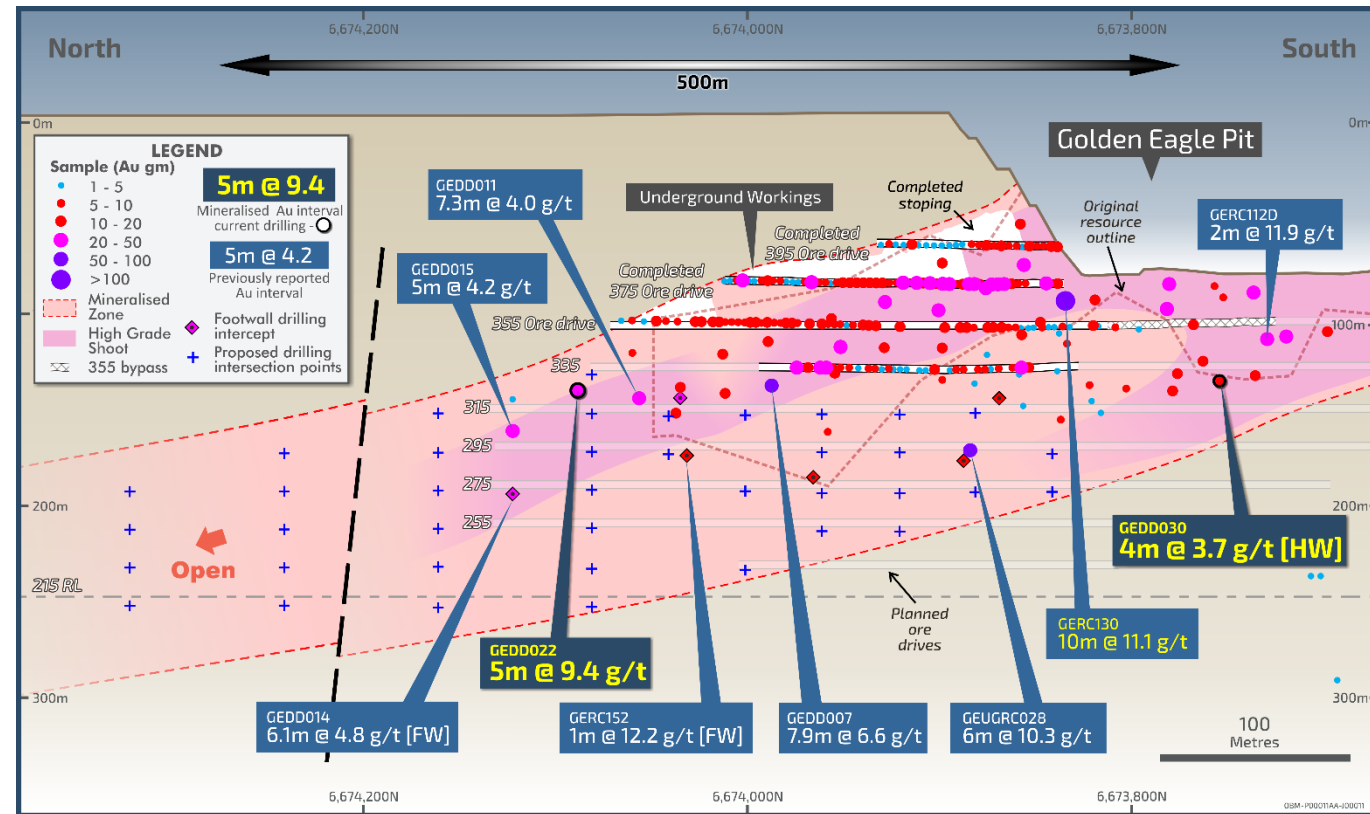 6,674,200N
6,674,000N
6,673,800N
North
South
500m
0m
0m
LEGEND
Sample (Au gm)
1 - 5
5 - 10
10 - 20
20 - 50
50 - 100
>100
Mineralised
Zone
High Grade
Shoot
355 bypass
5m @ 9.4
Mineralised Au interval
current drilling -
5m @ 4.2
Previously reported
Au interval
Footwall drilling
intercept
Proposed drilling
intersection points
Golden Eagle Pit
GEDD011
7.3m @ 4.0 g/t
Underground Workings
Completed
stoping
Original
resource
outline
GERC112D
2m @ 11.9 g/t
GEDD015
5m @ 4.2 g/t
Completed
395 Ore drive
Completed
375 Ore drive
355 Ore drive
100m
335
315
295
275
255
200m
200m
Open
215 RL
GEDD030
4m @ 3.7 g/t [HW]
Planned
ore
drives
GERC130
10m @ 11.1 g/t
GEDD022
5m @ 9.4 g/t
300m
300m
GEDD014
6.1m @ 4.8 g/t [FW]
GERC152
1m @ 12.2 g/t [FW]
GEDD007
7.9m @ 6.6 g/t
GEUGRC028
6m @ 10.3 g/t
100
Metres
6,674,200N
6,674,000N
6,673,800N
OBM-P00011AA-J00011